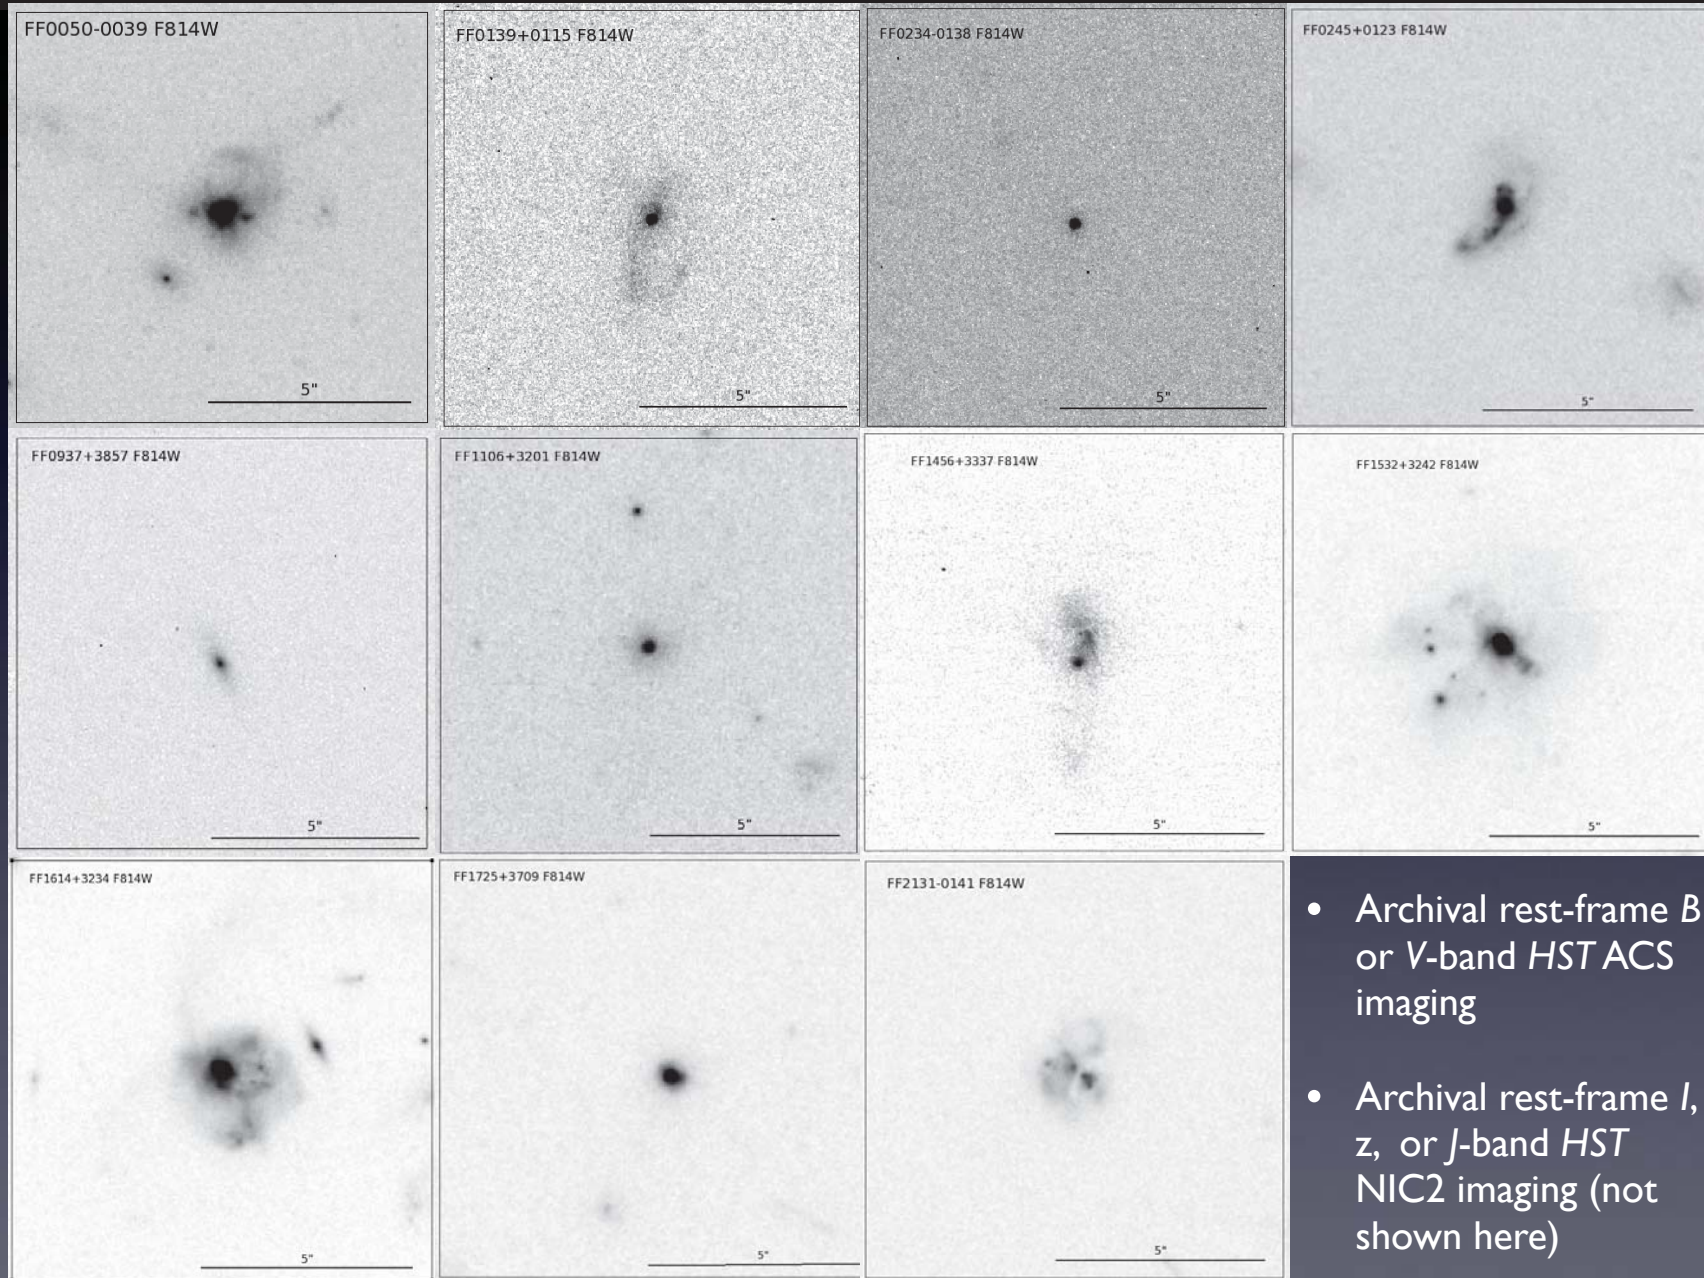 FF0050-0039 F814W
5"
FF0139+0115 F814W
5"
FF0234-0138 F814W
5"
FF0245+0123 F814W
5"
FF0937+3857 F814W
5"
FF1106+3201 F814W
5"
FF1456+3337 F814W
5"
FF1532+3242 F814W
5"
FF1614+3234 F814W
5"
FF1725+3709 F814W
5"
FF2131-0141 F814W
5"
• Archival rest-frame B
or V-band HST ACS
imaging
• Archival rest-frame I,
z, or J-band HST
NIC2 imaging (not
shown here)